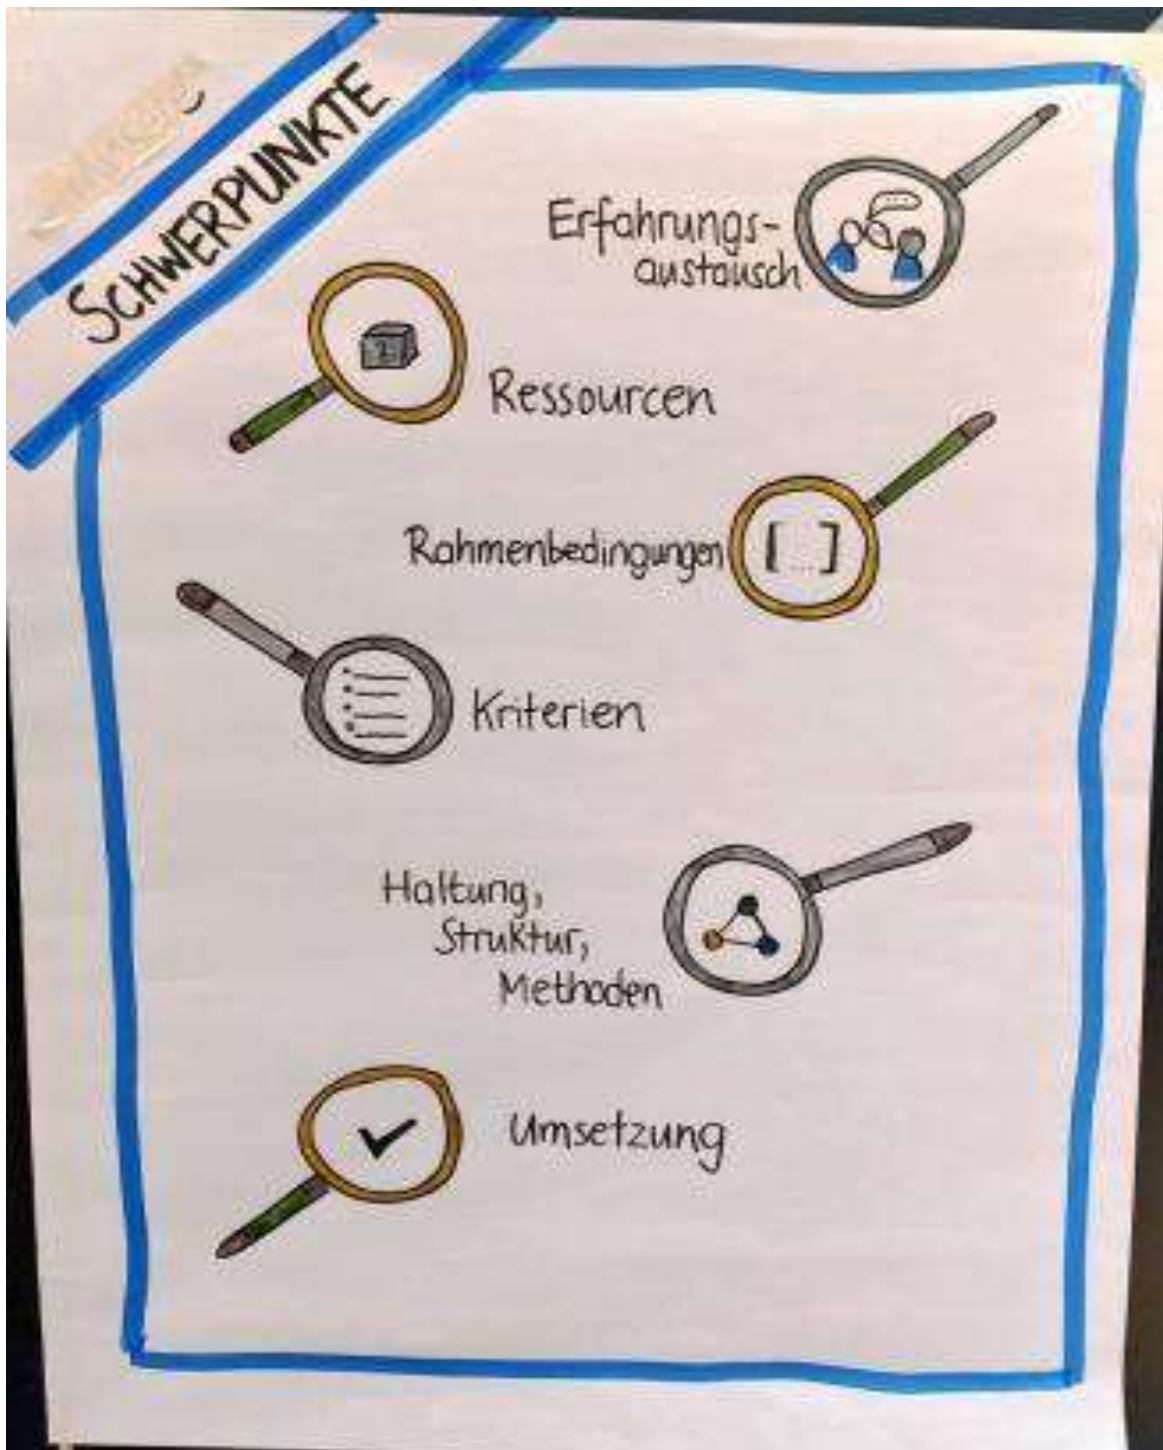 SCHWERPUNKTE
Erfahrungs-
austausch
Ressourcen
Rahmenbedingungen
[...]
Kriterien
Haltung,
Struktur,
Methoden
Umsetzung